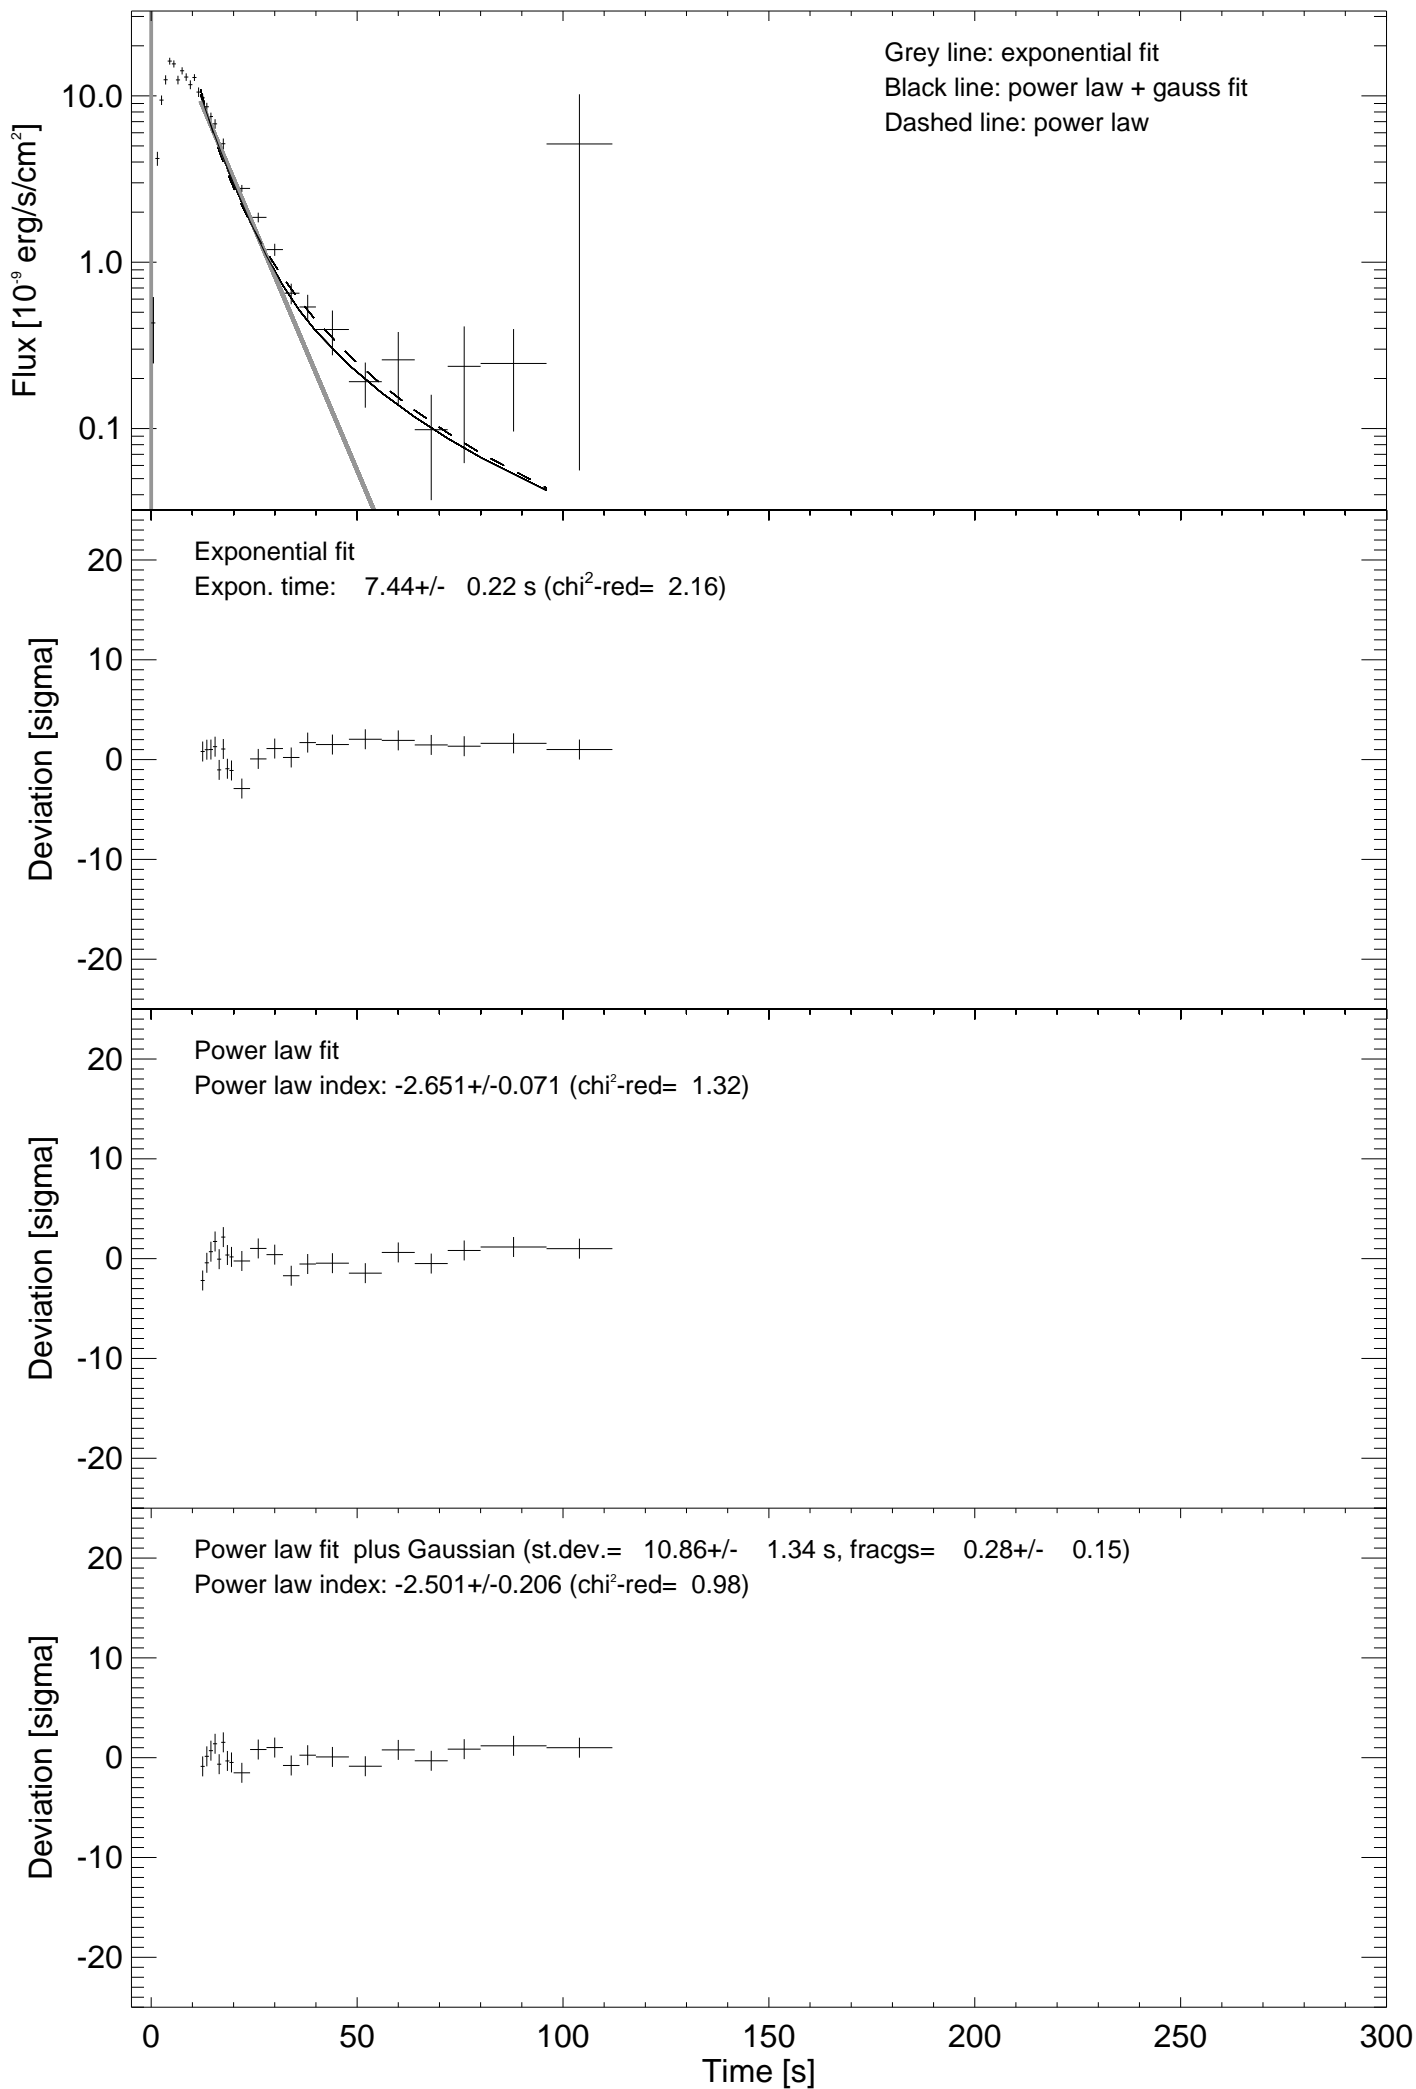 Grey line: exponential fit
Black line: power law + gauss fit
Dashed line: power law
10.0
1.0
0.1
Flux [10⁻⁹ erg/s/cm²]
Exponential fit
Expon. time: 7.44+/- 0.22 s (chi²-red= 2.16)
20
10
0
-10
-20
Deviation [sigma]
Power law fit
Power law index: -2.651+/-0.071 (chi²-red= 1.32)
20
10
0
-10
-20
Deviation [sigma]
Power law fit plus Gaussian (st.dev.= 10.86+/- 1.34 s, fracgs= 0.28+/- 0.15)
Power law index: -2.501+/-0.206 (chi²-red= 0.98)
20
10
0
-10
-20
Deviation [sigma]
0 50 100 150 200 250 300
Time [s]